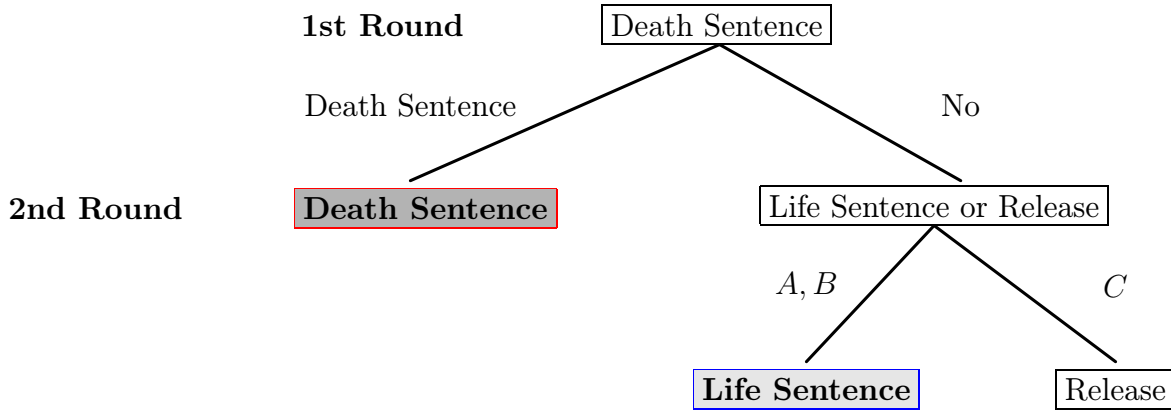 1st Round
Death Sentence
Death Sentence
No
2nd Round
Death Sentence
Life Sentence or Release
A, B
C
Life Sentence
Release